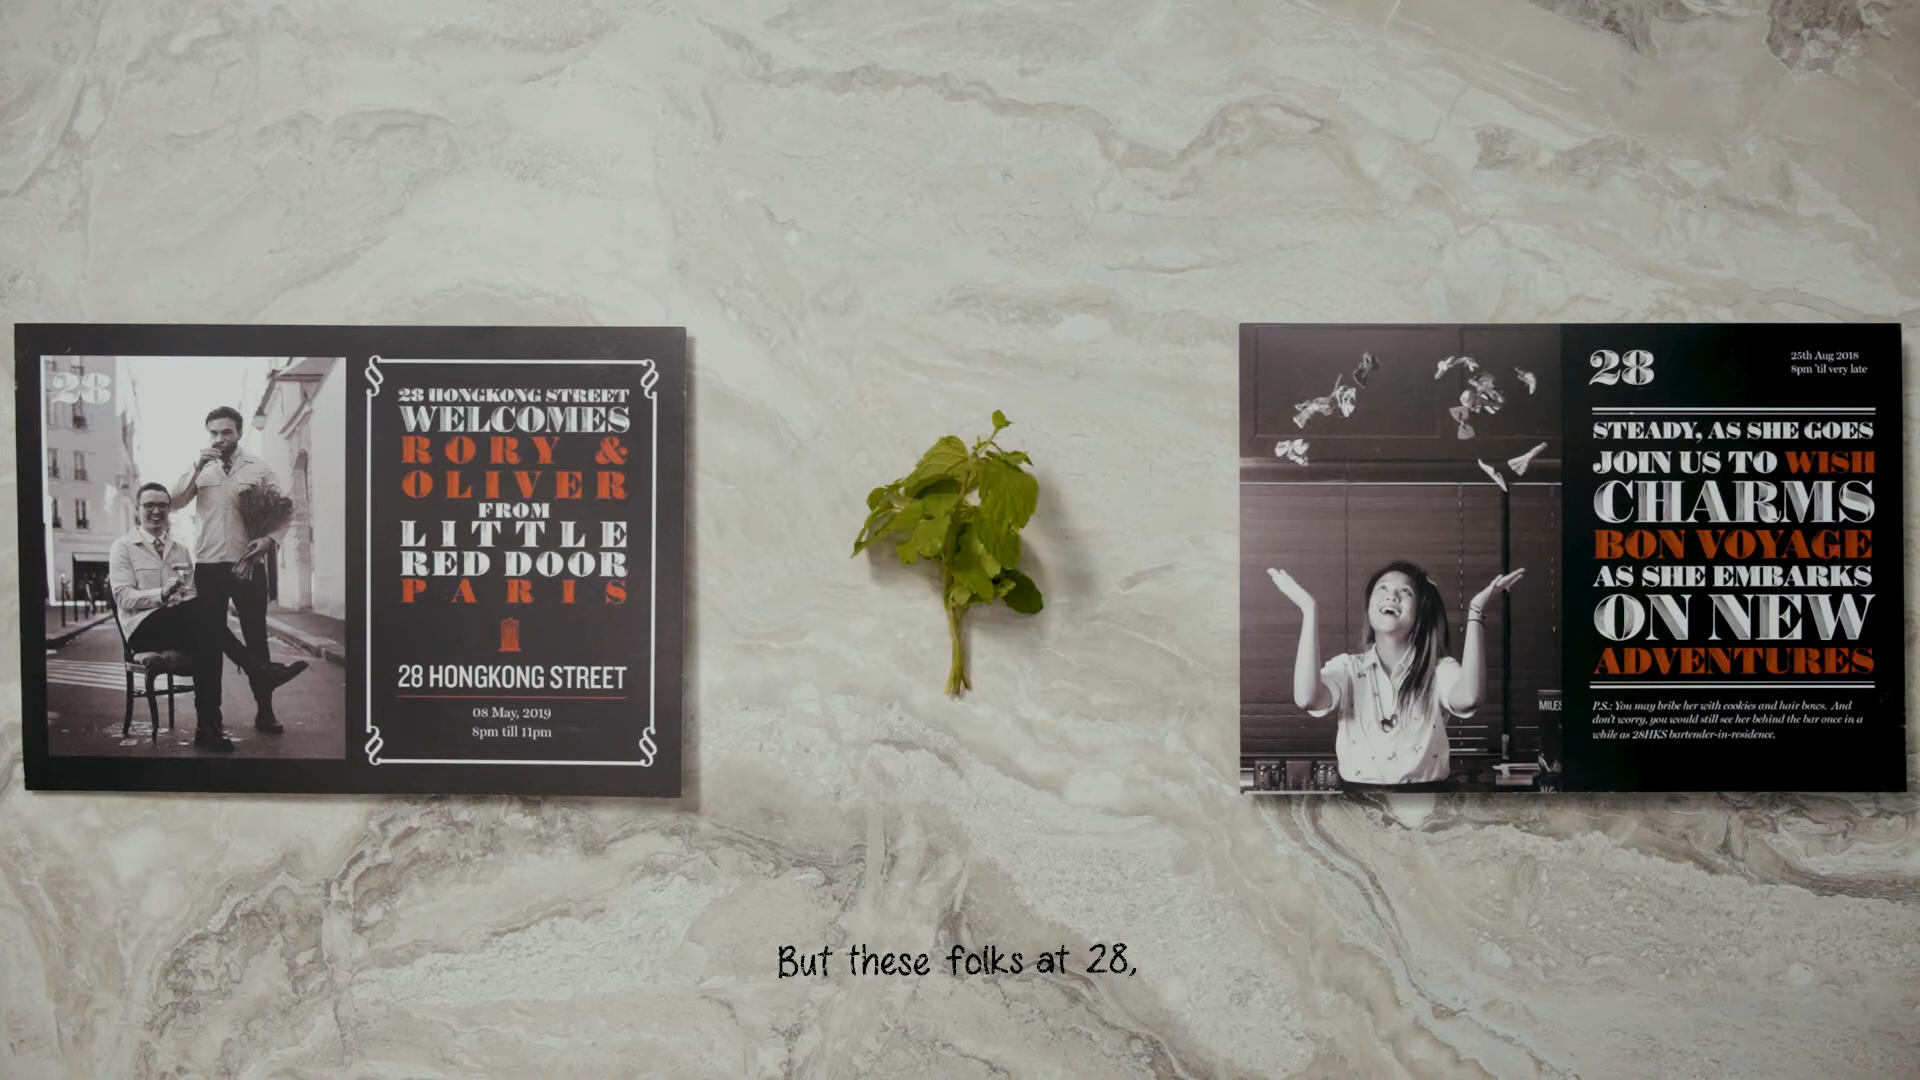 28
28 HONGKONG STREET
WELCOMES
RORY &
OLIVER
FROM
LITTLE
RED DOOR
PARIS
28 HONGKONG STREET
08 May, 2019
8pm till 11pm
28
25th Aug 2018
8pm 'til very late
STEADY, AS SHE GOES
JOIN US TO WISH
CHARMS
BON VOYAGE
AS SHE EMBARKS
ON NEW
ADVENTURES
P.S.: You may bribe her with cookies and hair bows. And
don't worry, you would still see her behind the bar once in a
while as 28HKS bartender-in-residence.
MILES
But these folks at 28,